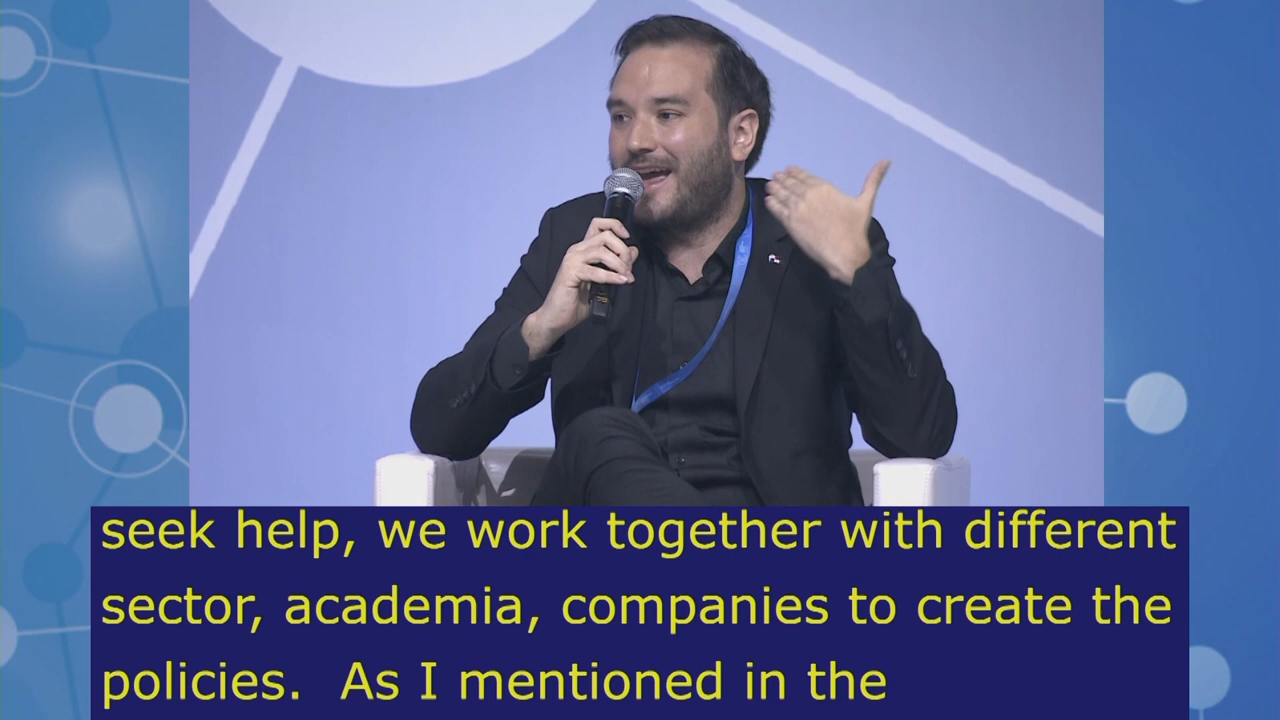 seek help, we work together with different
sector, academia, companies to create the
policies.  As I mentioned in the